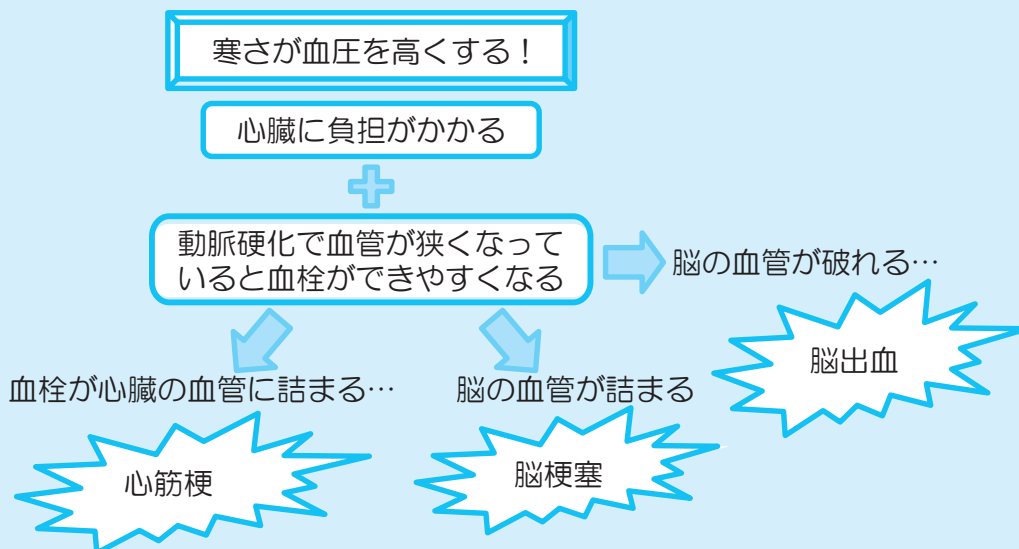 寒さが血圧を高くする！
心臓に負担がかかる
動脈硬化で血管が狭くなって
いると血栓ができやすくなる
脳の血管が破れる…
脳出血
血栓が心臓の血管に詰まる…
脳の血管が詰まる
心筋梗
脳梗塞